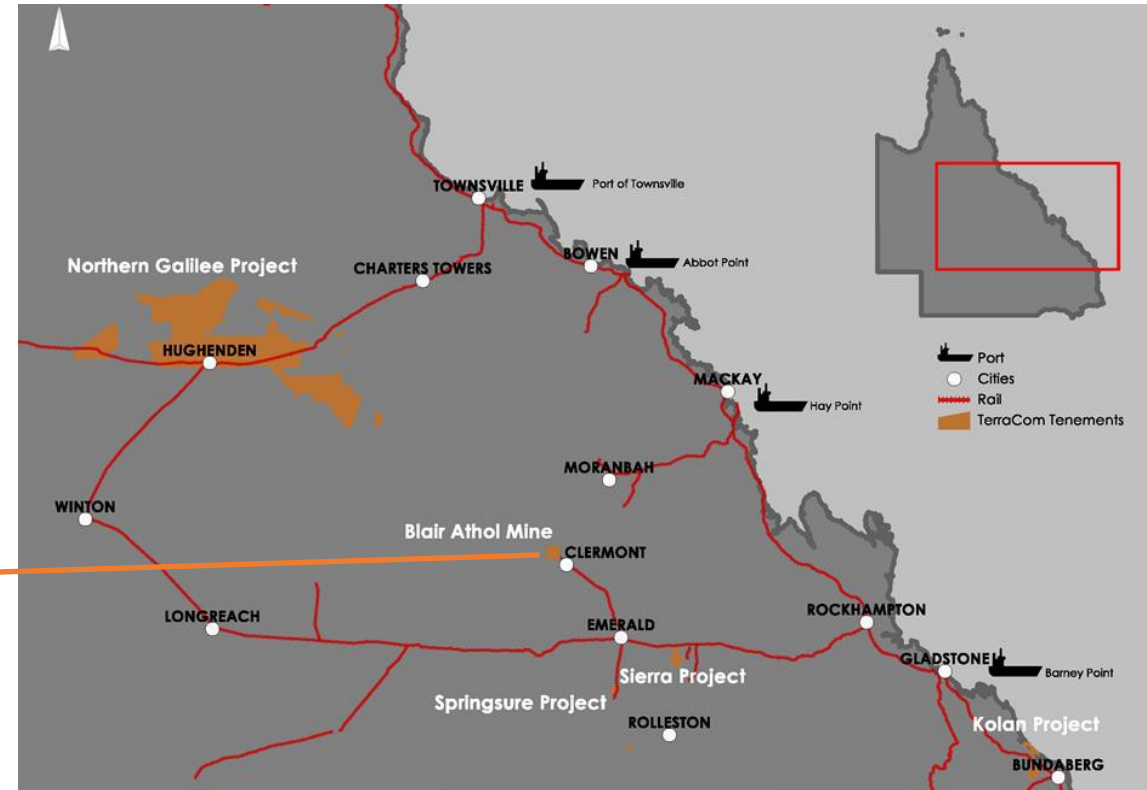 TOWNSVILLE
Port of Townsville
BOWEN
Abbot Point
Northern Galilee Project
CHARTERS TOWERS
HUGHENDEN
Port
Cities
Rail
TerraCom Tenements
MACKAY
Hay Point
MORANBAH
WINTON
Blair Athol Mine
CLERMONT
LONGREACH
EMERALD
ROCKHAMPTON
GLADSTONE
Barney Point
Sierra Project
Springsure Project
ROLLESTON
Kolan Project
BUNDABERG